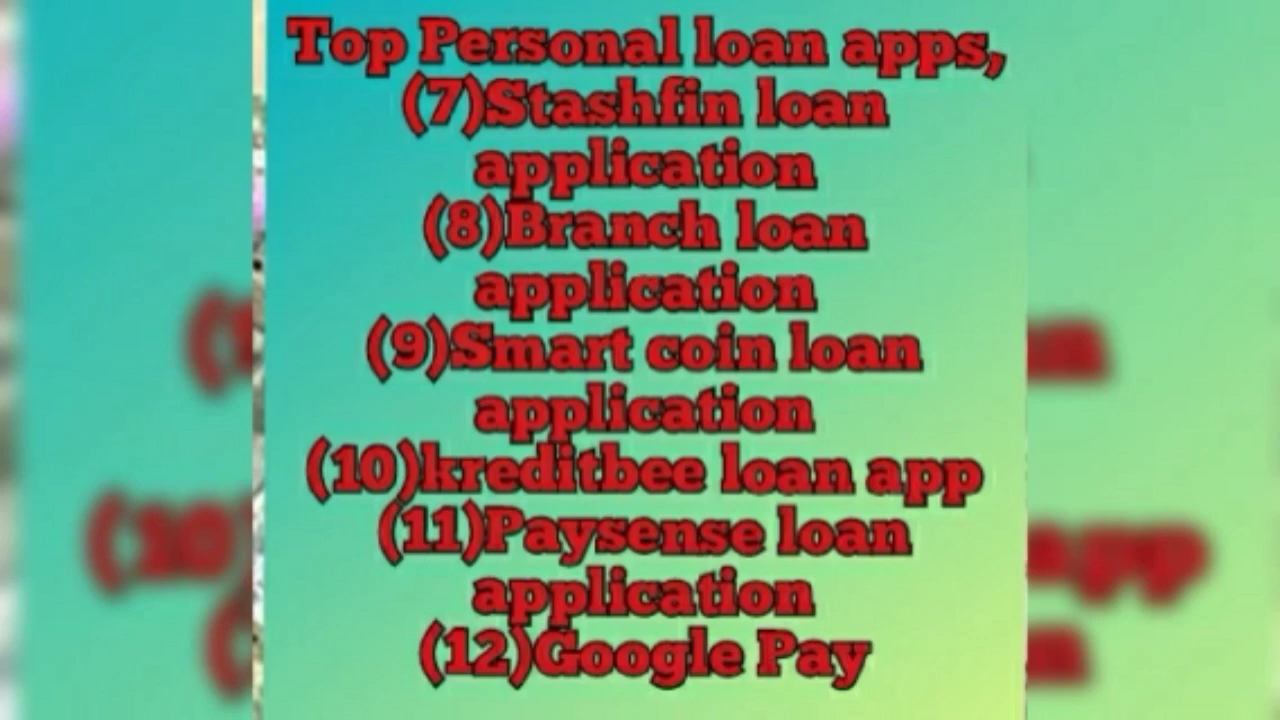 Top Personal loan apps,
(7)Stashfin loan
application
(8)Branch loan
application
(9)Smart coin loan
application
(10)kreditbee loan app
(11)Paysense loan
application
(12)Google Pay